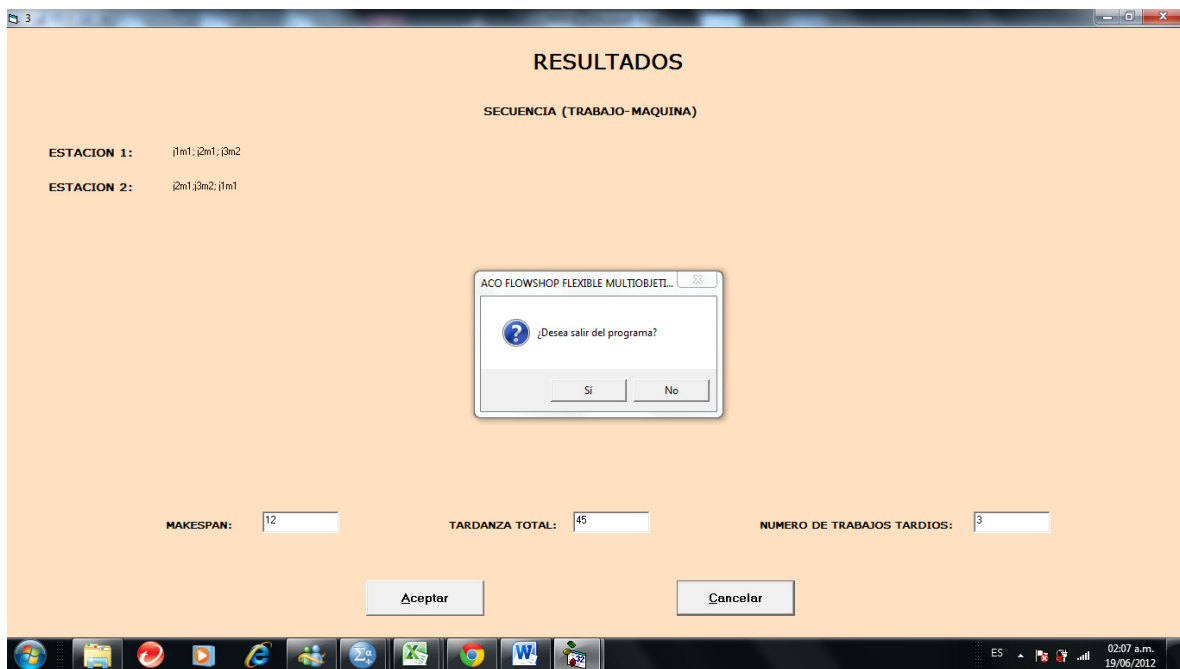 3
RESULTADOS
SECUENCIA (TRABAJO-MAQUINA)
ESTACION 1: j1m1; j2m1; j3m2
ESTACION 2: j2m1;j3m2; j1m1
ACO FLOWSHOP FLEXIBLE MULTIOBJETI...
¿Desea salir del programa?
Sí No
MAKESPAN: 12 TARDANZA TOTAL: 45 NUMERO DE TRABAJOS TARDIOS: 3
Aceptar Cancelar
ES 02:07 a.m.
19/06/2012